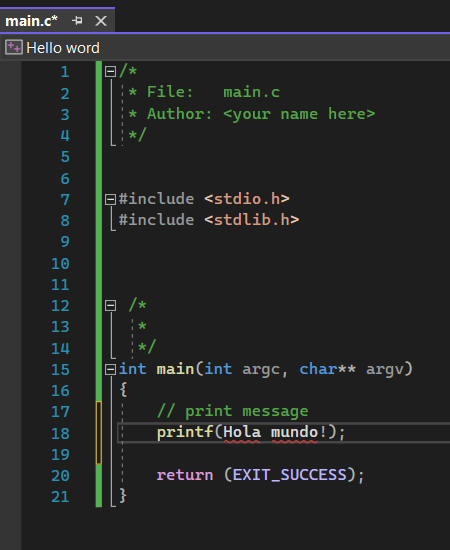 main.c*
Hello word
1 /*
2 * File:   main.c
3 * Author: <your name here>
4 */
5
6
7 #include <stdio.h>
8 #include <stdlib.h>
9
10
11
12 /*
13 *
14 */
15 int main(int argc, char** argv)
16 {
17 // print message
18 printf(Hola mundo!);
19
20 return (EXIT_SUCCESS);
21 }